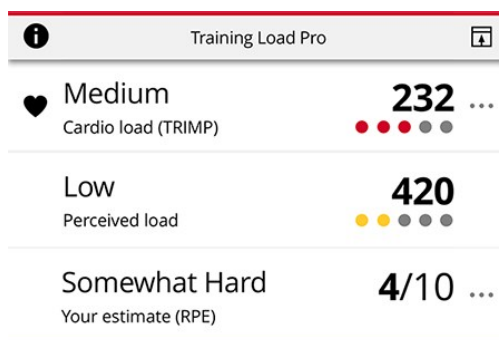 Training Load Pro
Medium
232
Cardio load (TRIMP)
Low
420
Perceived load
Somewhat Hard
4/10
Your estimate (RPE)